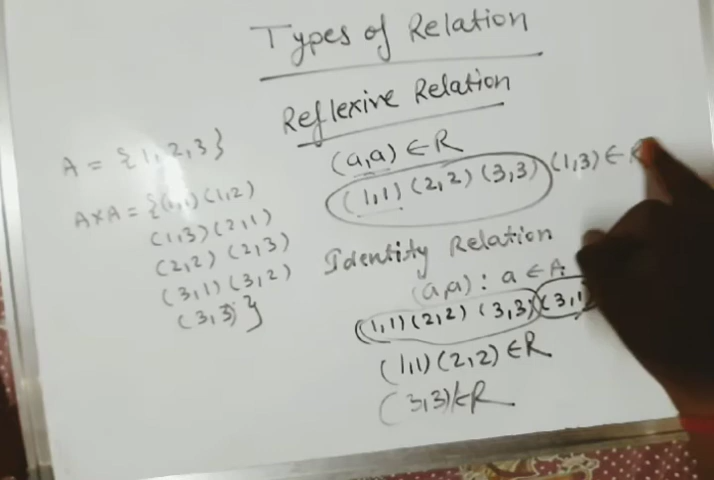 Types of Relation
Reflexive Relation
(a,a) ∈ R
(1,1) (2,2) (3,3) (1,3) ∈ R
A = {1,2,3}
A×A = {(1,1) (1,2)
(1,3) (2,1)
(2,2) (2,3)
(3,1) (3,2)
(3,3)}
Identity Relation
(a,a) : a ∈ A
(1,1) (2,2) (3,3) (3,1
(1,1) (2,2) ∈ R
(3,3) ∈ R